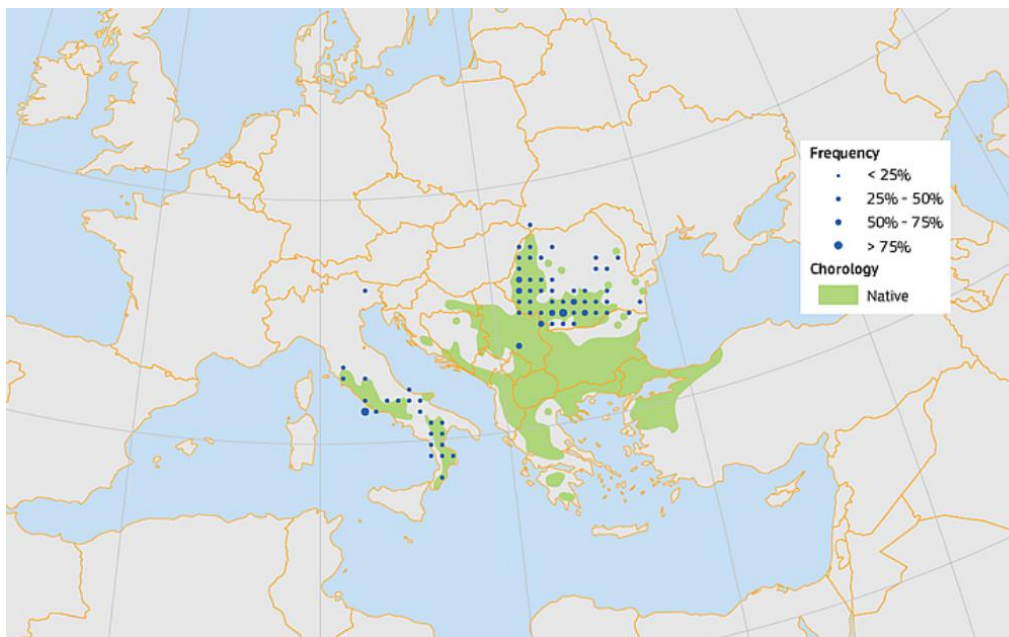 Frequency
< 25%
25% - 50%
50% - 75%
> 75%
Chorology
Native